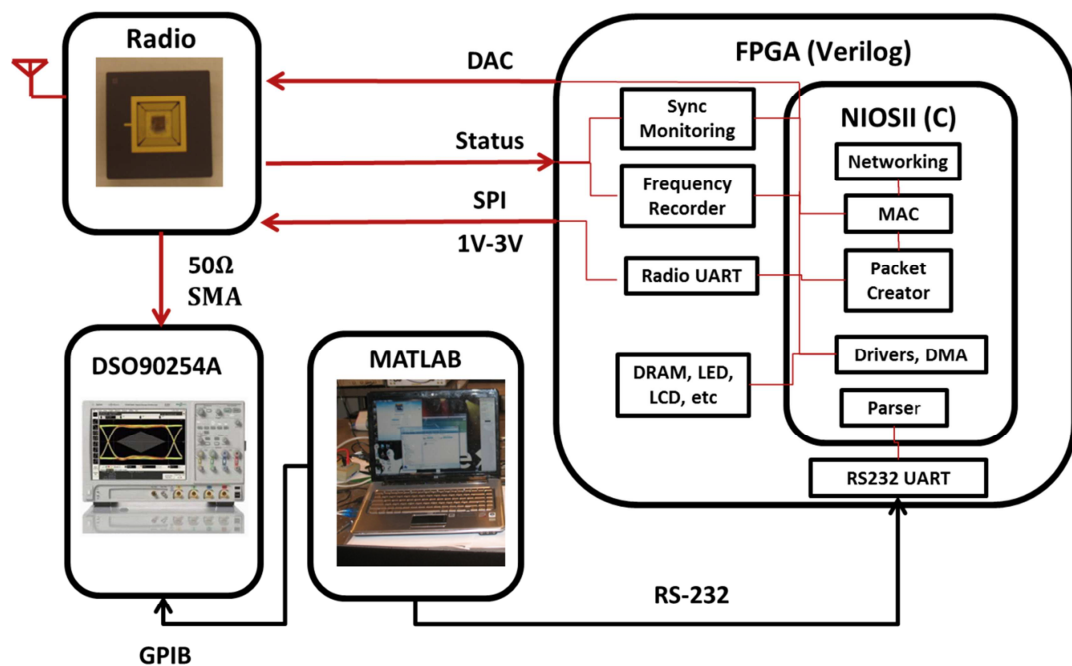 Radio
DAC
Status
SPI
1V-3V
50Ω
SMA
FPGA (Verilog)
Sync
Monitoring
Frequency
Recorder
Radio UART
DRAM, LED,
LCD, etc
NIOSII (C)
Networking
MAC
Packet
Creator
Drivers, DMA
Parser
RS232 UART
DSO90254A
MATLAB
RS-232
GPIB